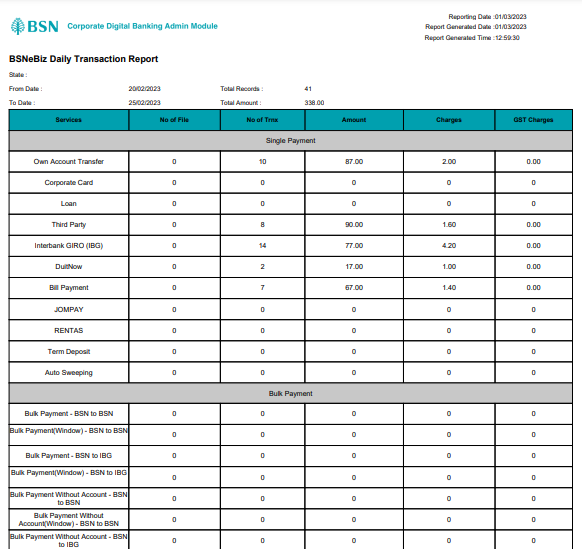 BSN Corporate Digital Banking Admin Module
Reporting Date :01/03/2023
Report Generated Date :01/03/2023
Report Generated Time :12:59:30
BSNeBiz Daily Transaction Report
State :
From Date : 20/02/2023 Total Records : 41
To Date : 25/02/2023 Total Amount : 338.00
Services No of File No of Trnx Amount Charges GST Charges
Single Payment
Own Account Transfer 0 10 87.00 2.00 0.00
Corporate Card 0 0 0 0 0
Loan 0 0 0 0 0
Third Party 0 8 90.00 1.60 0.00
Interbank GIRO (IBG) 0 14 77.00 4.20 0.00
DuitNow 0 2 17.00 1.00 0.00
Bill Payment 0 7 67.00 1.40 0.00
JOMPAY 0 0 0 0 0
RENTAS 0 0 0 0 0
Term Deposit 0 0 0 0 0
Auto Sweeping 0 0 0 0 0
Bulk Payment
Bulk Payment - BSN to BSN 0 0 0 0 0
Bulk Payment(Window) - BSN to BSN 0 0 0 0 0
Bulk Payment - BSN to IBG 0 0 0 0 0
Bulk Payment(Window) - BSN to IBG 0 0 0 0 0
Bulk Payment Without Account - BSN
to BSN 0 0 0 0 0
Bulk Payment Without
Account(Window) - BSN to BSN 0 0 0 0 0
Bulk Payment Without Account - BSN
to IBG 0 0 0 0 0